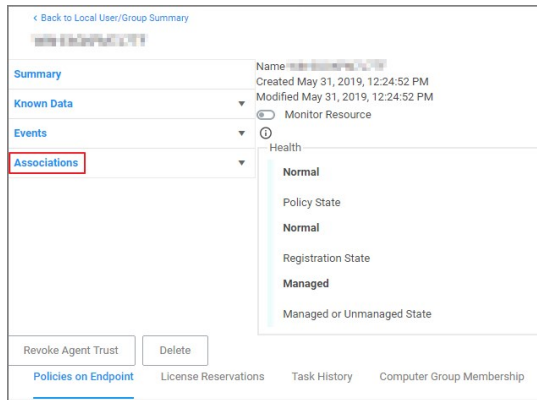 < Back to Local User/Group Summary
Summary
Known Data
Events
Associations
Name
Created May 31, 2019, 12:24:52 PM
Modified May 31, 2019, 12:24:52 PM
Monitor Resource
Health
Normal
Policy State
Normal
Registration State
Managed
Managed or Unmanaged State
Revoke Agent Trust
Delete
Policies on Endpoint
License Reservations
Task History
Computer Group Membership